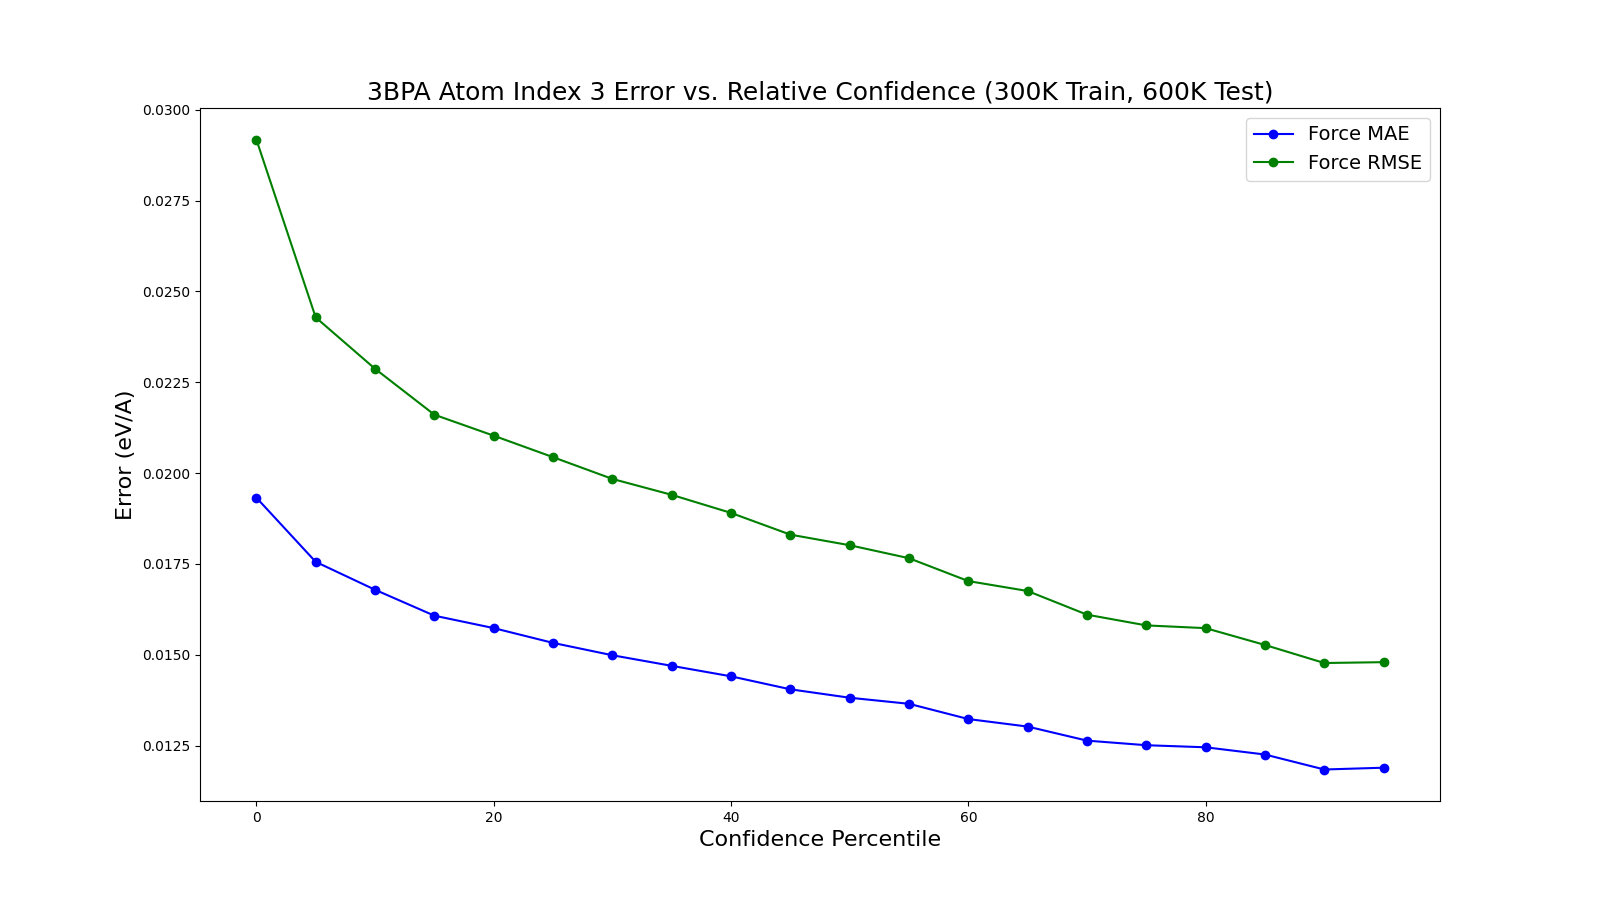 3BPA Atom Index 3 Error vs. Relative Confidence (300K Train, 600K Test)
Force MAE
Force RMSE
Error (eV/A)
0.0300
0.0275
0.0250
0.0225
0.0200
0.0175
0.0150
0.0125
0 20 40 60 80
Confidence Percentile